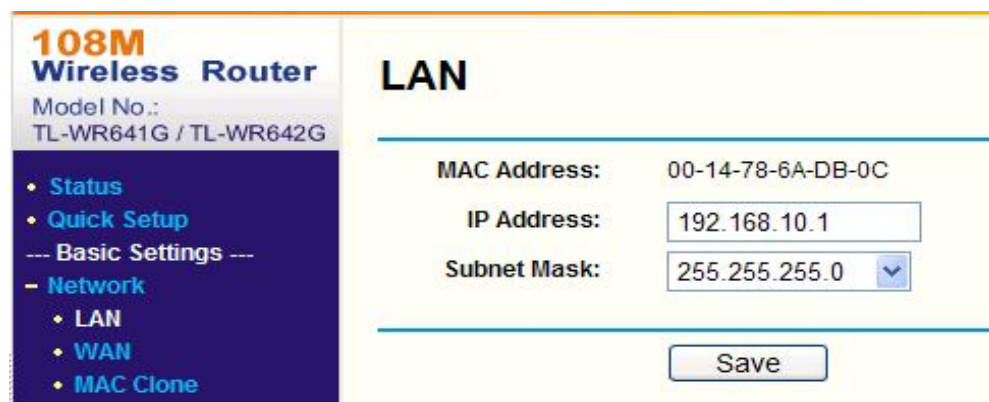 108M
Wireless Router
Model No.:
TL-WR641G / TL-WR642G
• Status
• Quick Setup
--- Basic Settings ---
– Network
• LAN
• WAN
• MAC Clone
LAN
MAC Address: 00-14-78-6A-DB-0C
IP Address: 192.168.10.1
Subnet Mask: 255.255.255.0
Save